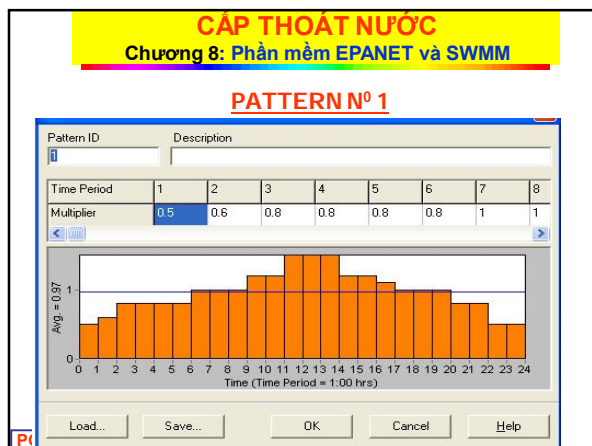 CẤP THOÁT NƯỚC
Chương 8: Phần mềm EPANET và SWMM
PATTERN N⁰ 1
Pattern ID Description
1
Time Period 1 2 3 4 5 6 7 8
Multiplier 0.5 0.6 0.8 0.8 0.8 0.8 1 1
Avg. = 0.97
1
0
0 1 2 3 4 5 6 7 8 9 10 11 12 13 14 15 16 17 18 19 20 21 22 23 24
Time (Time Period = 1:00 hrs)
Load... Save... OK Cancel Help